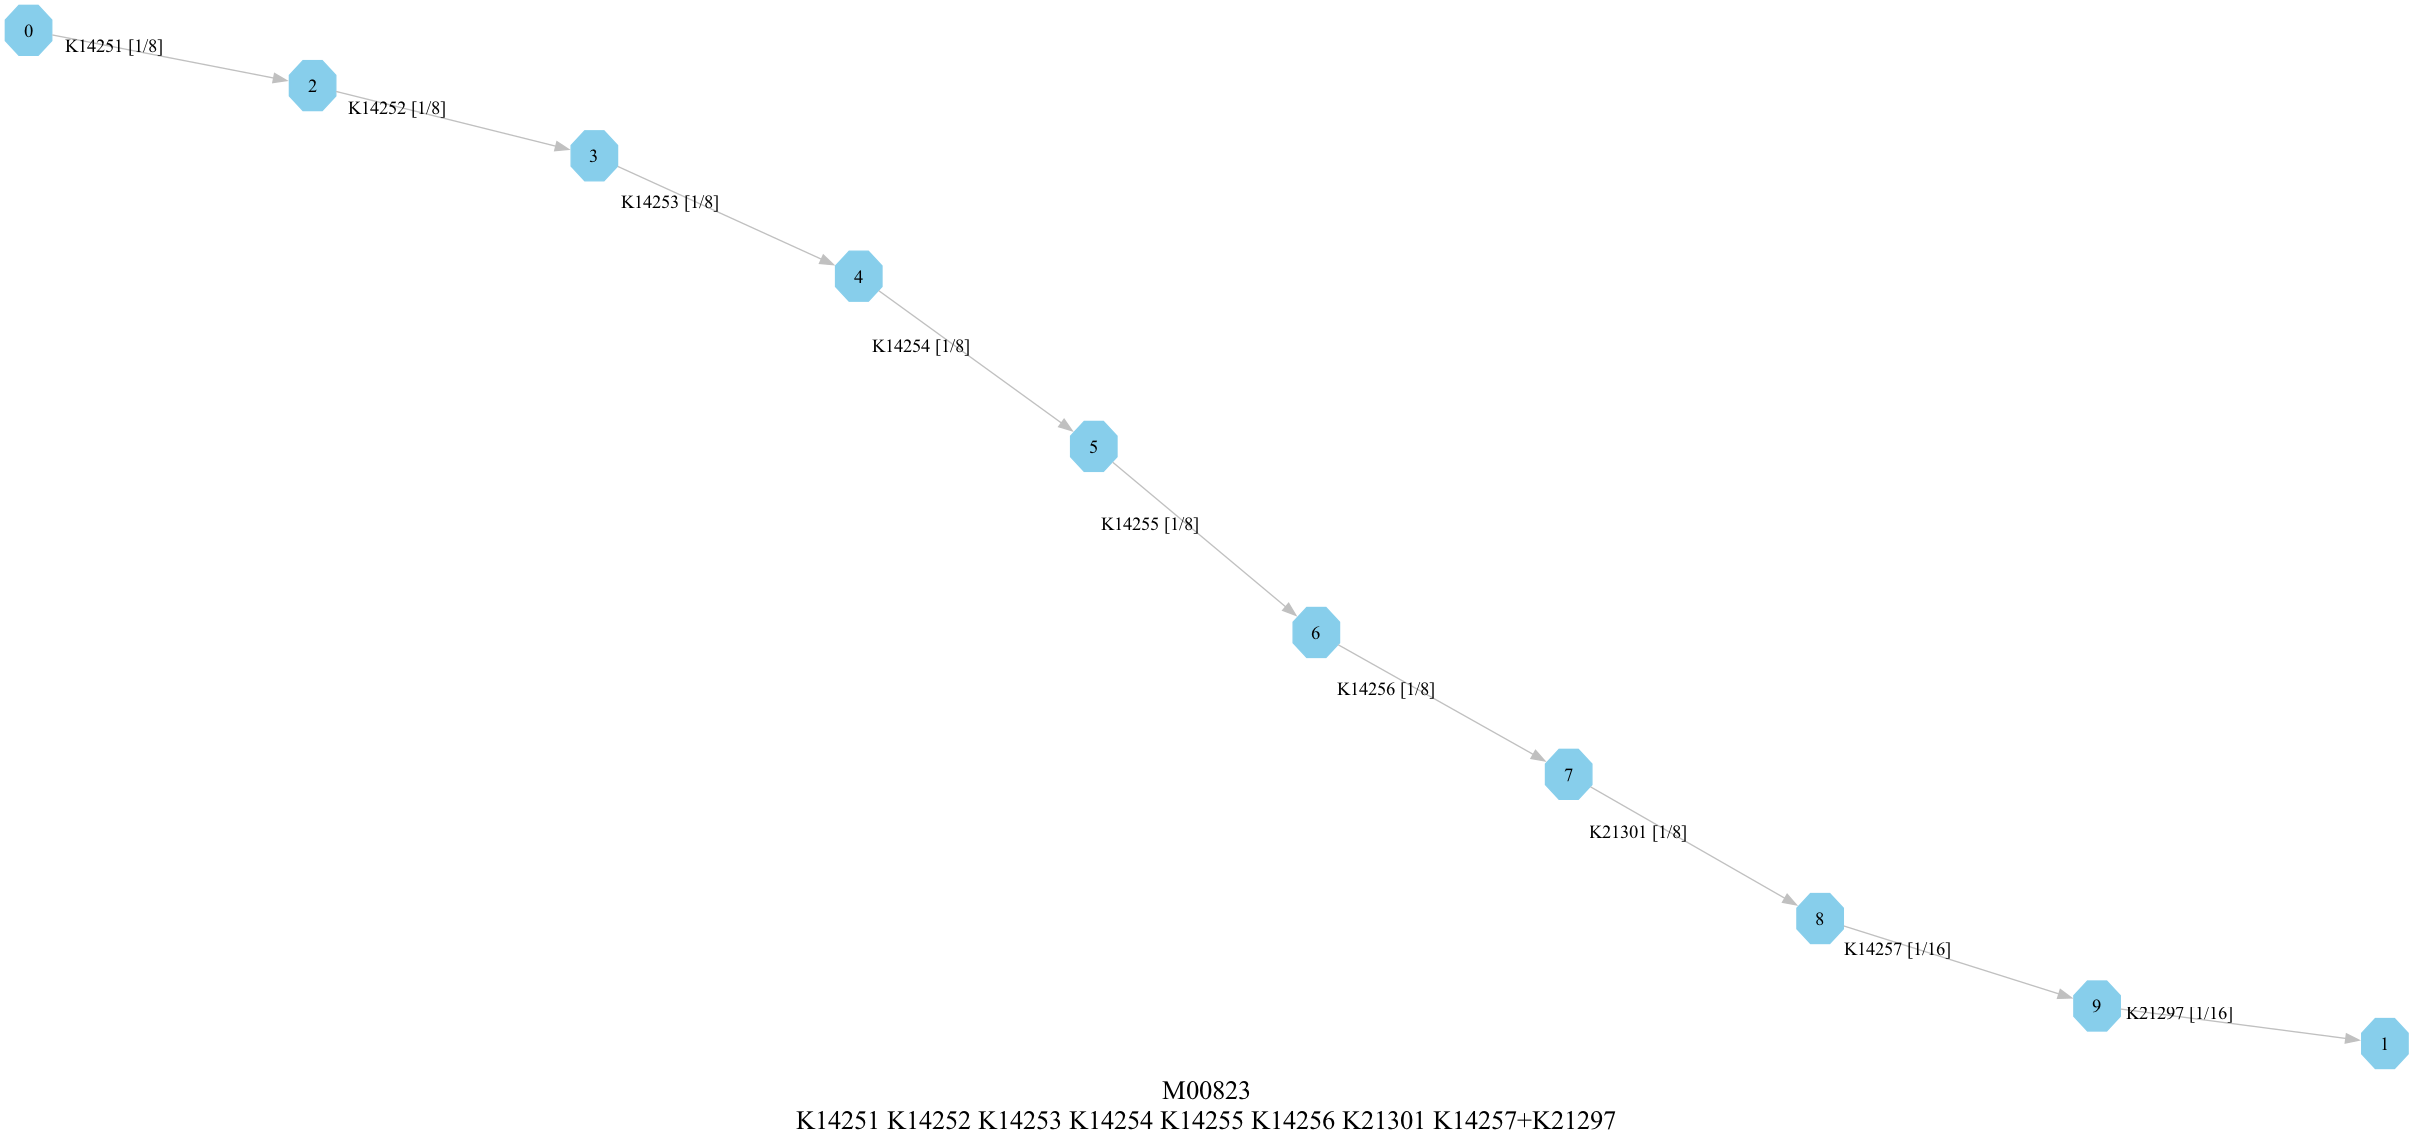 0
K14251 [1/8]
2
K14252 [1/8]
3
K14253 [1/8]
4
K14254 [1/8]
5
K14255 [1/8]
6
K14256 [1/8]
7
K21301 [1/8]
8
K14257 [1/16]
9
K21297 [1/16]
1
M00823
K14251 K14252 K14253 K14254 K14255 K14256 K21301 K14257+K21297